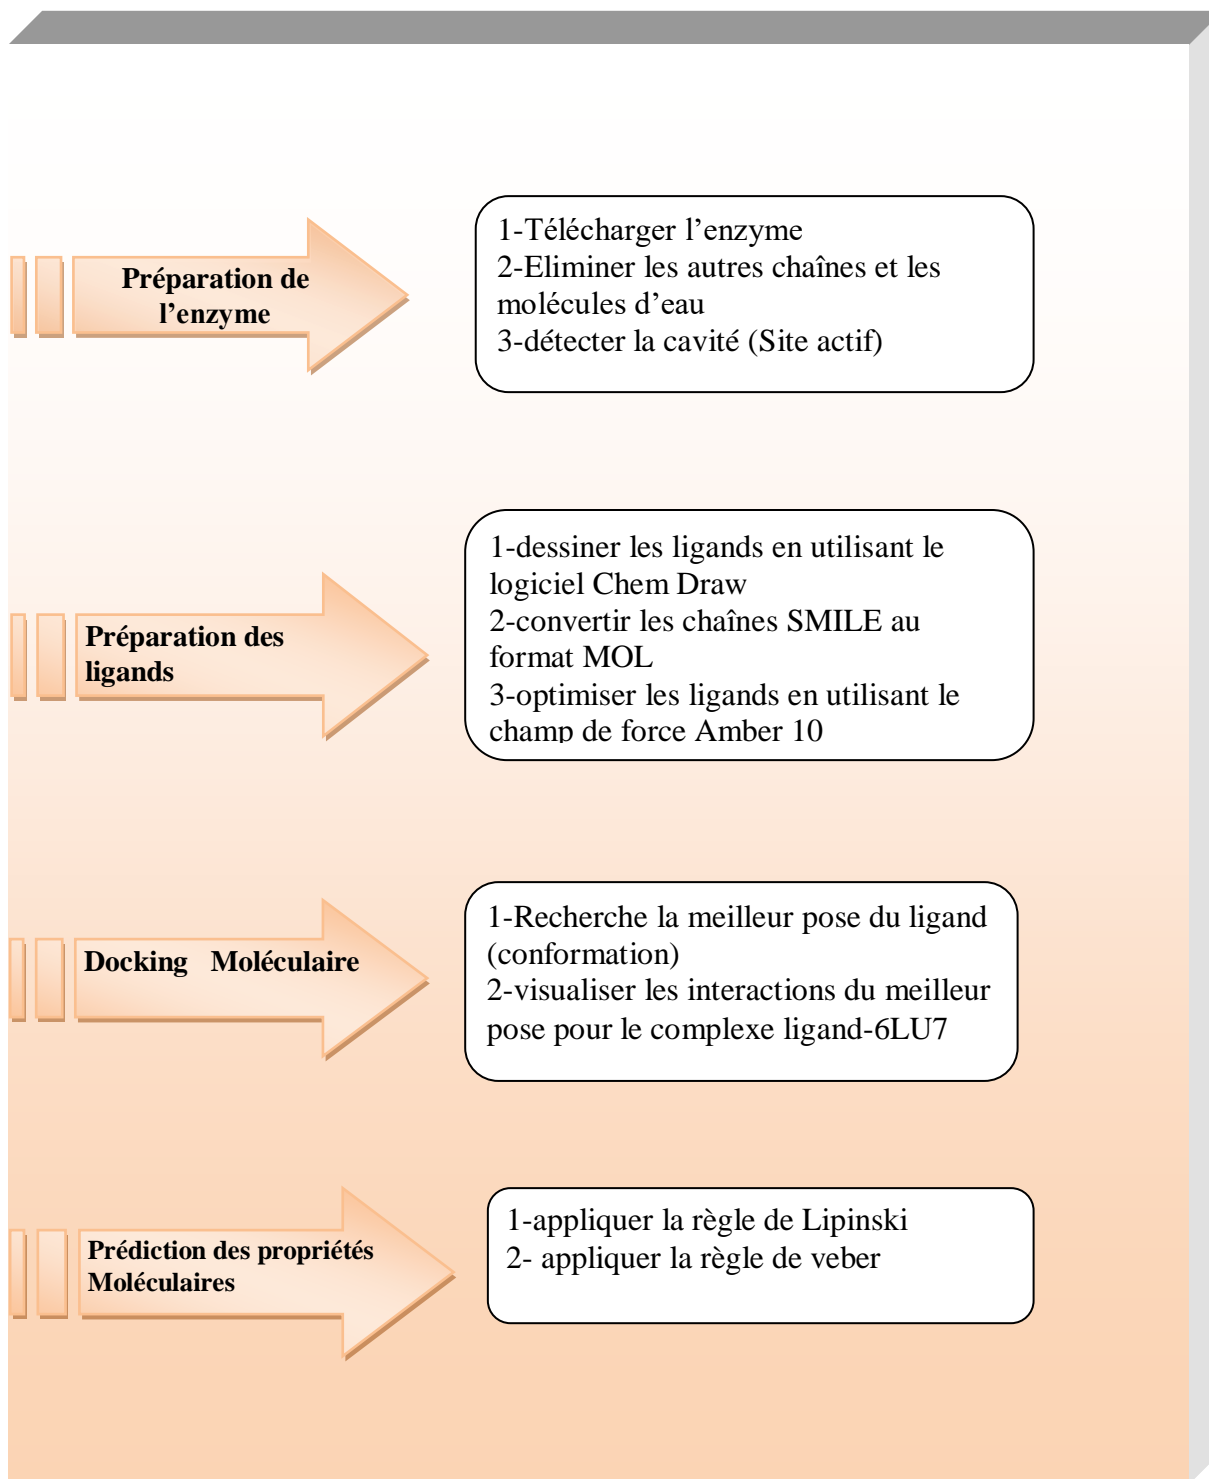 Préparation de
l’enzyme
1-Télécharger l’enzyme
2-Eliminer les autres chaînes et les
molécules d’eau
3-détecter la cavité (Site actif)
Préparation des
ligands
1-dessiner les ligands en utilisant le
logiciel Chem Draw
2-convertir les chaînes SMILE au
format MOL
3-optimiser les ligands en utilisant le
champ de force Amber 10
Docking Moléculaire
1-Recherche la meilleur pose du ligand
(conformation)
2-visualiser les interactions du meilleur
pose pour le complexe ligand-6LU7
Prédiction des propriétés
Moléculaires
1-appliquer la règle de Lipinski
2- appliquer la règle de veber